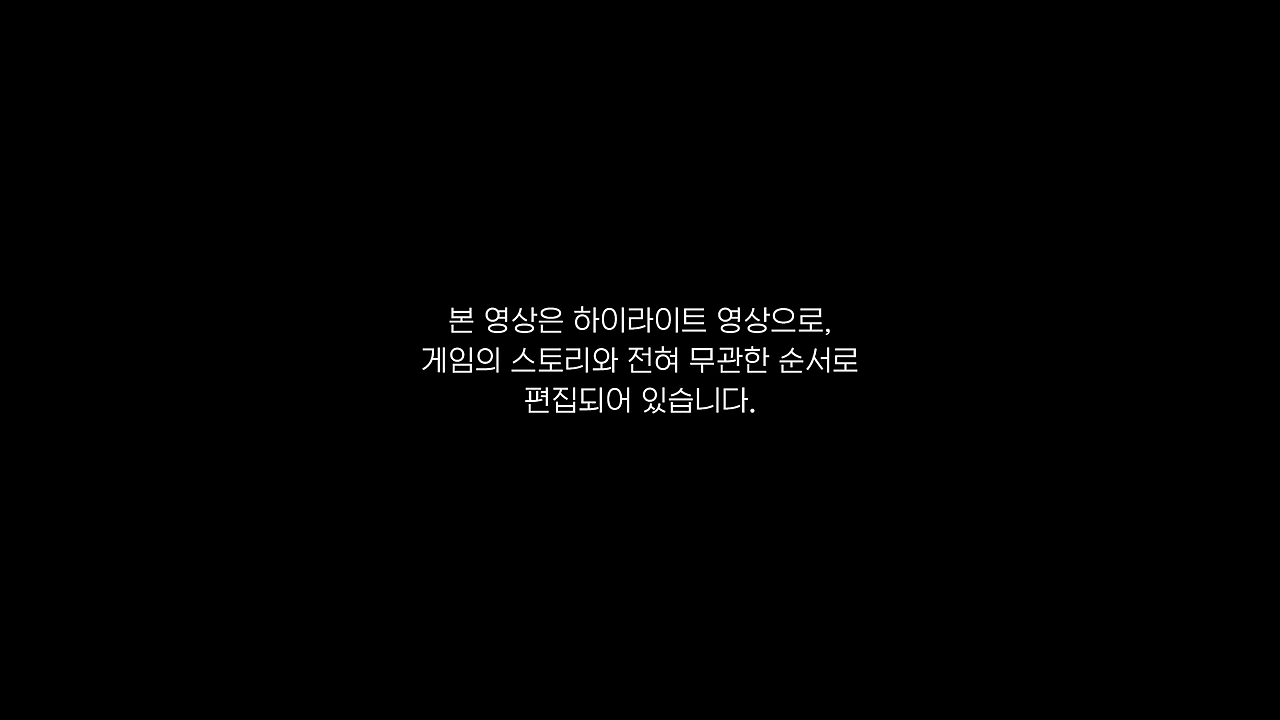 본 영상은 하이라이트 영상으로,
게임의 스토리와 전혀 무관한 순서로
편집되어 있습니다.